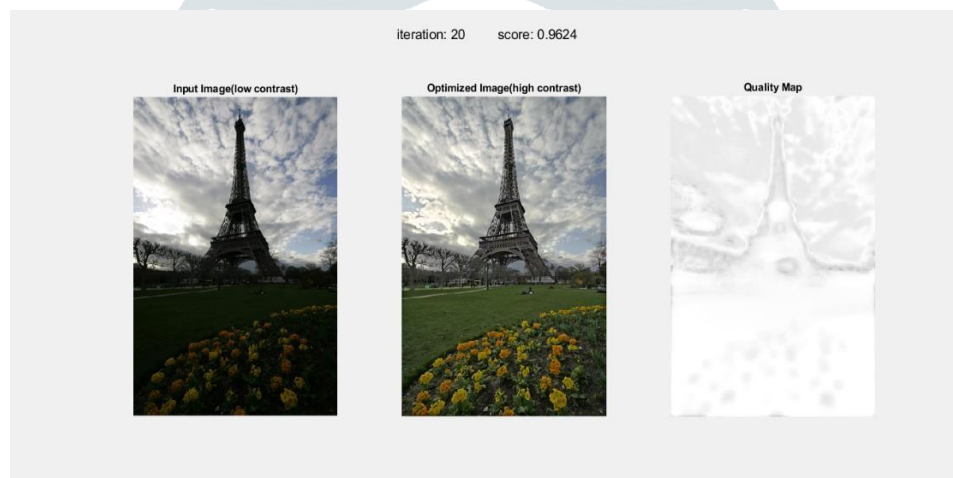 iteration: 20 score: 0.9624
Input Image(low contrast)
Optimized Image(high contrast)
Quality Map